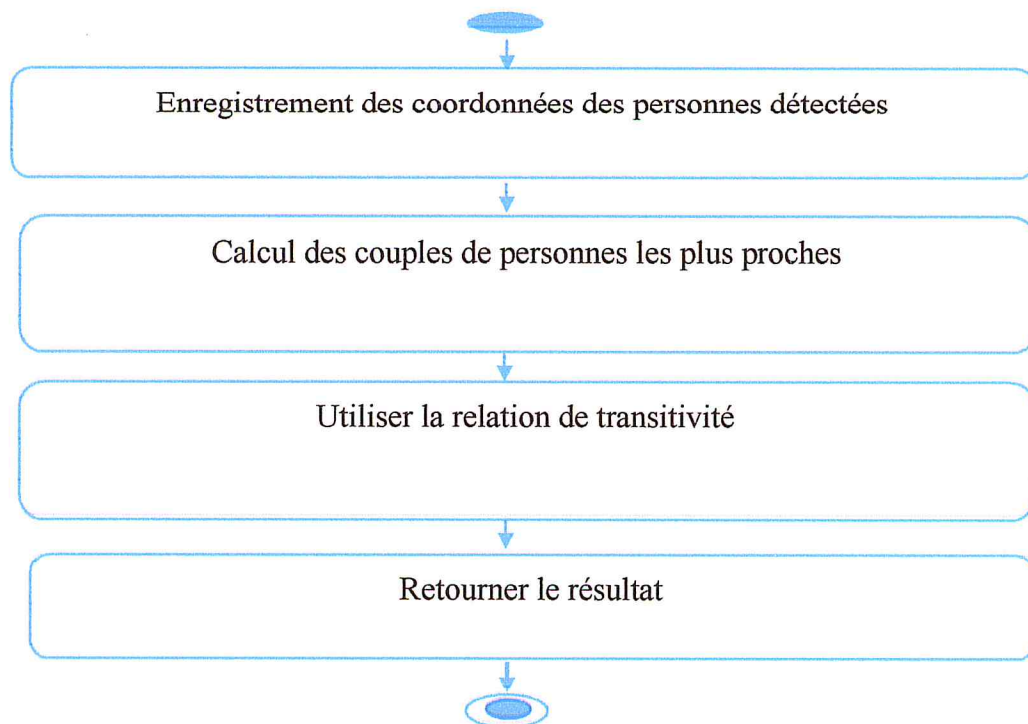 Enregistrement des coordonnées des personnes détectées
Calcul des couples de personnes les plus proches
Utiliser la relation de transitivité
Retourner le résultat